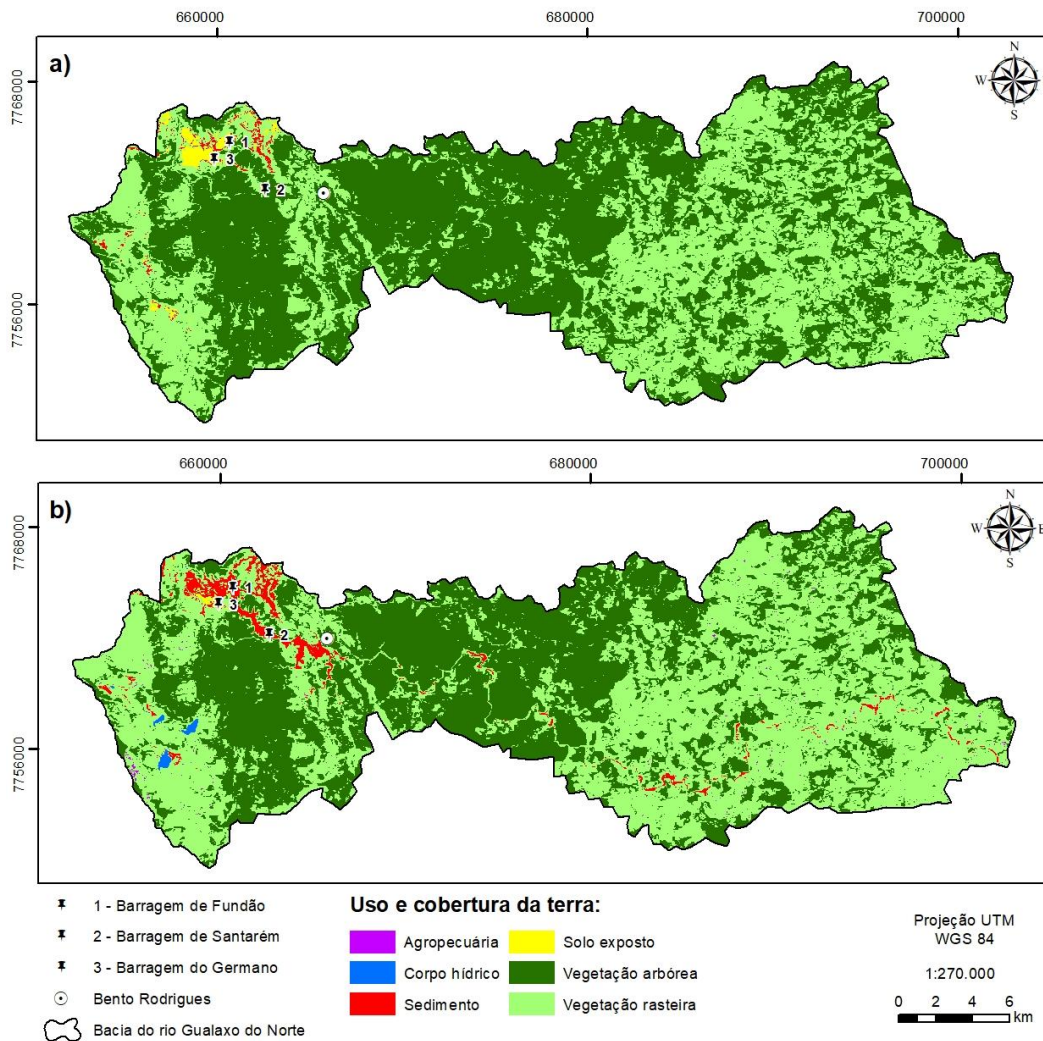 660000 680000 700000
a)
N
W
S
7768000
7756000
1
3
2
660000 680000 700000
b)
N
W E
S
7768000
7756000
1
3
2
1 - Barragem de Fundão
2 - Barragem de Santarém
3 - Barragem do Germano
Bento Rodrigues
Bacia do rio Gualaxo do Norte
Uso e cobertura da terra:
Agropecuária Solo exposto
Corpo hídrico Vegetação arbórea
Sedimento Vegetação rasteira
Projeção UTM
WGS 84
1:270.000
0 2 4 6
km